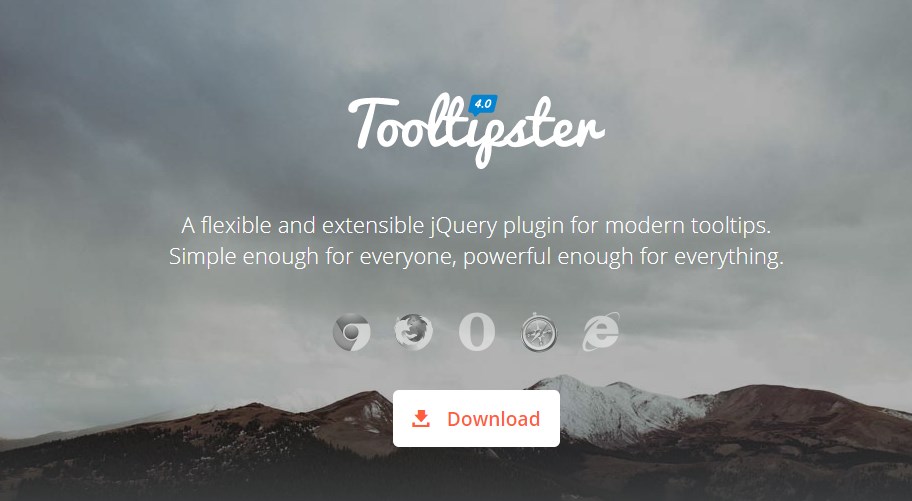 4.0
Tooltipster
A flexible and extensible jQuery plugin for modern tooltips.
Simple enough for everyone, powerful enough for everything.
Download